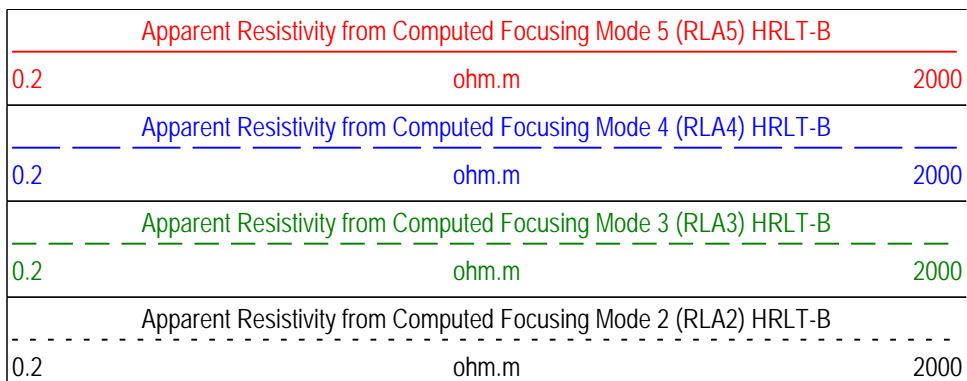 Apparent Resistivity from Computed Focusing Mode 5 (RLA5) HRLT-B
0.2 ohm.m 2000
Apparent Resistivity from Computed Focusing Mode 4 (RLA4) HRLT-B
0.2 ohm.m 2000
Apparent Resistivity from Computed Focusing Mode 3 (RLA3) HRLT-B
0.2 ohm.m 2000
Apparent Resistivity from Computed Focusing Mode 2 (RLA2) HRLT-B
0.2 ohm.m 2000